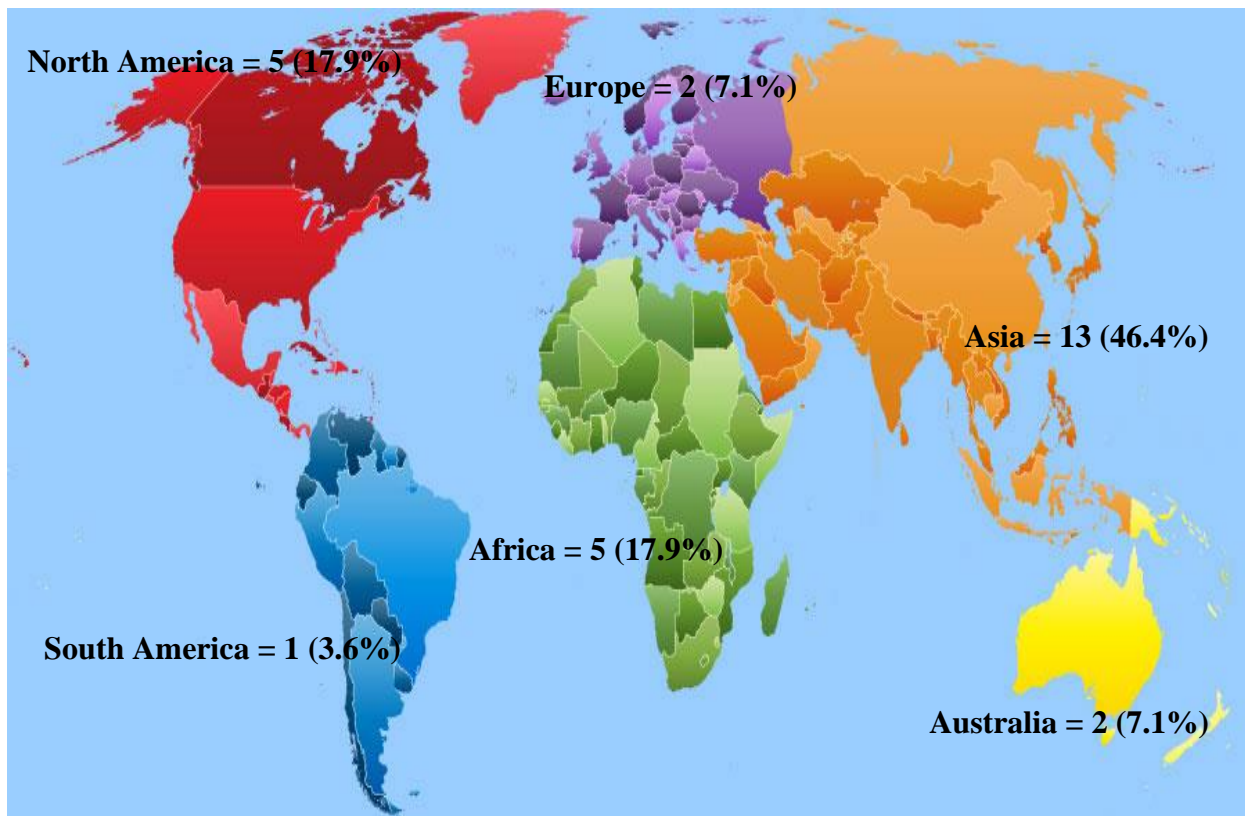 North America = 5 (17.9%)
Europe = 2 (7.1%)
Asia = 13 (46.4%)
Africa = 5 (17.9%)
South America = 1 (3.6%)
Australia = 2 (7.1%)